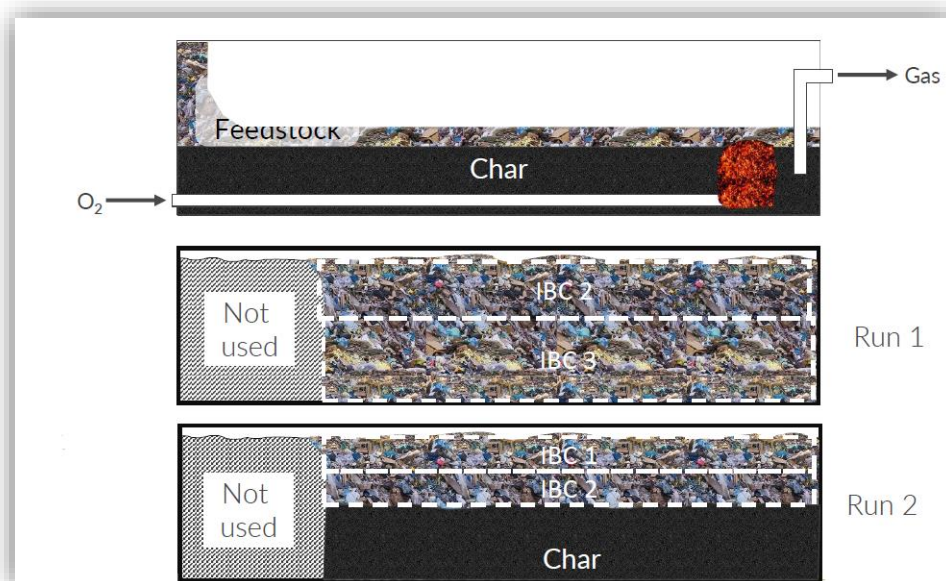 Gas
Feedstock
Char
O₂
IBC 2
Not
used
Run 1
IBC 3
IBC 1
Not
used
IBC 2
Run 2
Char